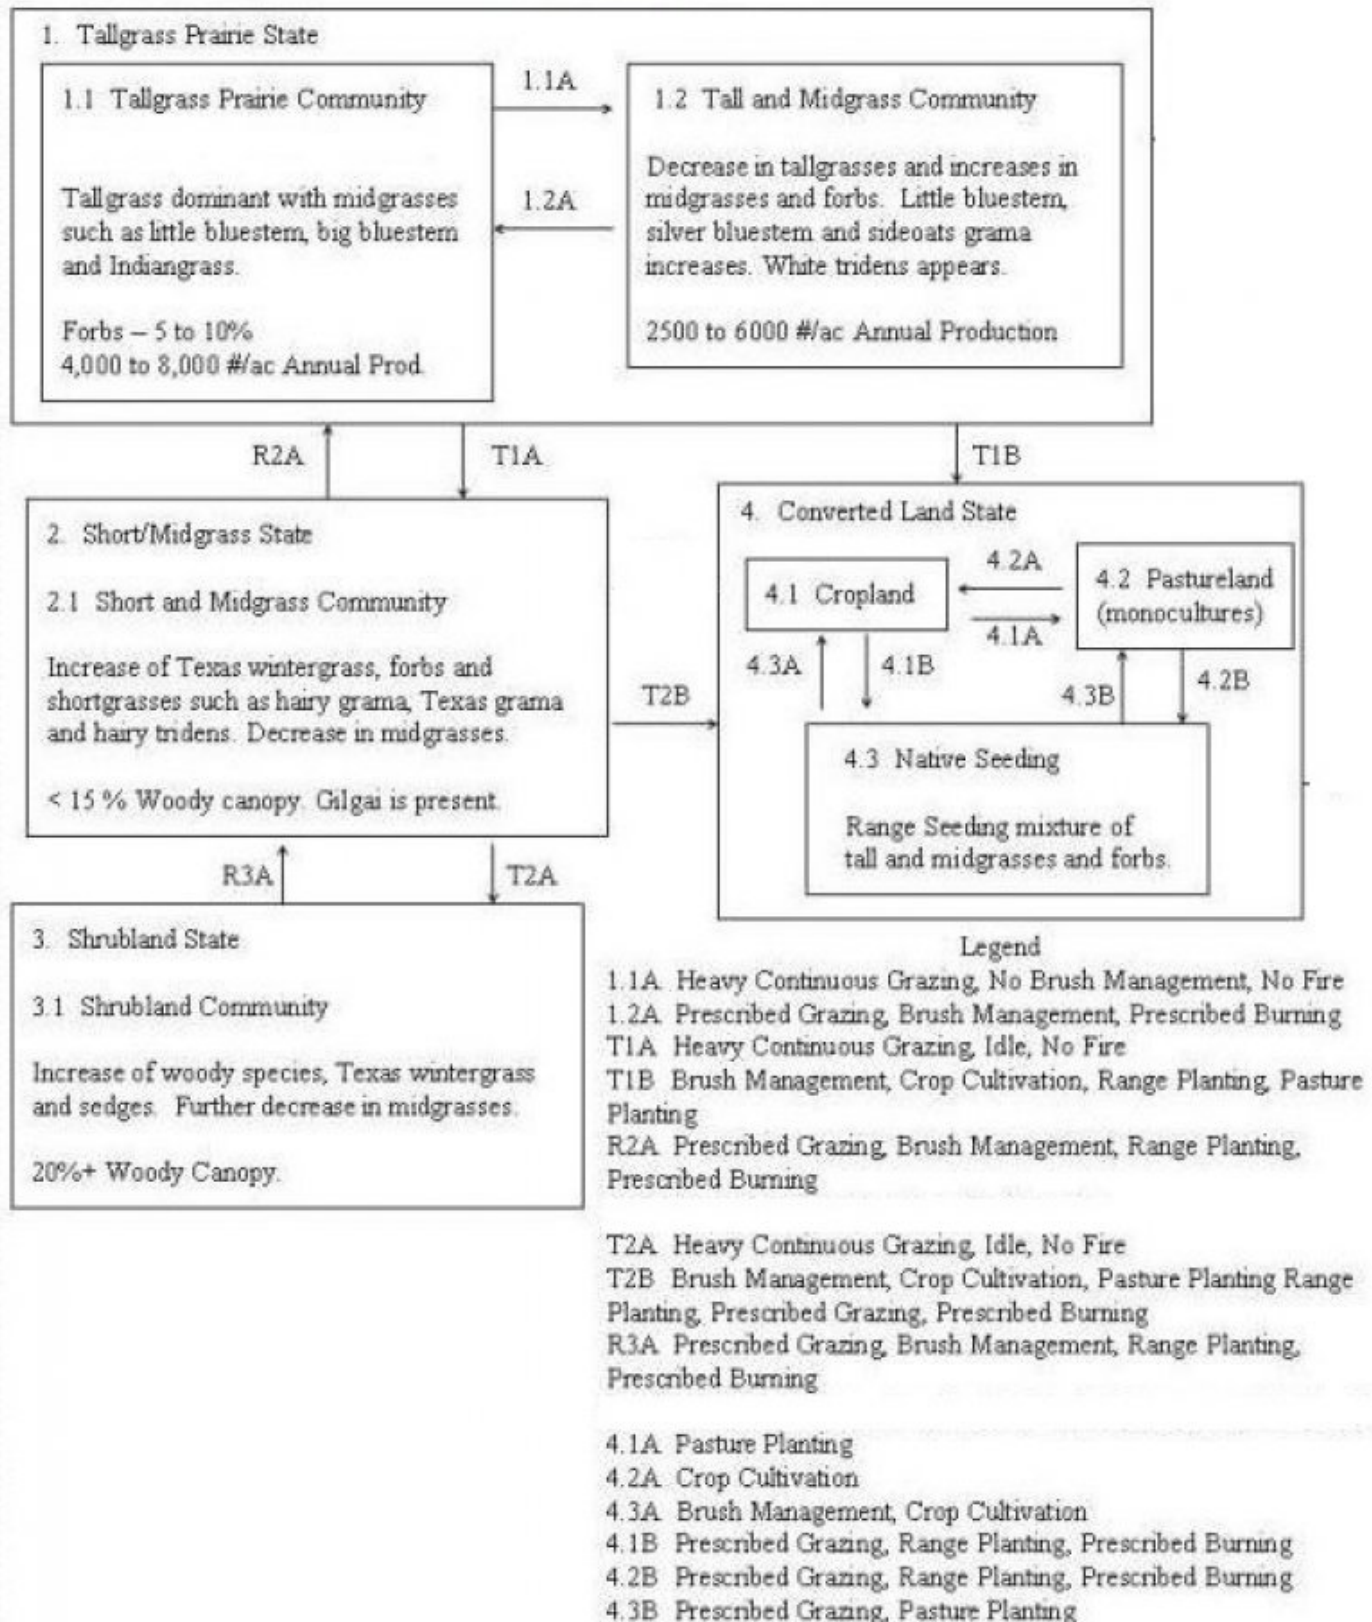 1. Tallgrass Prairie State
1.1 Tallgrass Prairie Community
Tallgrass dominant with midgrasses
such as little bluestem, big bluestem
and Indiangrass.
Forbs – 5 to 10%
4,000 to 8,000 #/ac Annual Prod.
1.1A
1.2A
1.2 Tall and Midgrass Community
Decrease in tallgrasses and increases in
midgrasses and forbs. Little bluestem,
silver bluestem and sideoats grama
increases. White tridens appears.
2500 to 6000 #/ac Annual Production
R2A
T1A
T1B
2. Short/Midgrass State
2.1 Short and Midgrass Community
Increase of Texas wintergrass, forbs and
shortgrasses such as hairy grama, Texas grama
and hairy tridens. Decrease in midgrasses.
< 15 % Woody canopy. Gilgai is present.
T2B
4. Converted Land State
4.1 Cropland
4.2A
4.1A
4.2 Pastureland
(monocultures)
4.3A
4.1B
4.3B
4.2B
4.3 Native Seeding
Range Seeding mixture of
tall and midgrasses and forbs.
R3A
T2A
3. Shrubland State
3.1 Shrubland Community
Increase of woody species, Texas wintergrass
and sedges. Further decrease in midgrasses.
20%+ Woody Canopy.
Legend
1.1A Heavy Continuous Grazing, No Brush Management, No Fire
1.2A Prescribed Grazing, Brush Management, Prescribed Burning
T1A Heavy Continuous Grazing, Idle, No Fire
T1B Brush Management, Crop Cultivation, Range Planting, Pasture
Planting
R2A Prescribed Grazing, Brush Management, Range Planting,
Prescribed Burning
T2A Heavy Continuous Grazing, Idle, No Fire
T2B Brush Management, Crop Cultivation, Pasture Planting Range
Planting, Prescribed Grazing, Prescribed Burning
R3A Prescribed Grazing, Brush Management, Range Planting,
Prescribed Burning
4.1A Pasture Planting
4.2A Crop Cultivation
4.3A Brush Management, Crop Cultivation
4.1B Prescribed Grazing, Range Planting, Prescribed Burning
4.2B Prescribed Grazing, Range Planting, Prescribed Burning
4.3B Prescribed Grazing, Pasture Planting